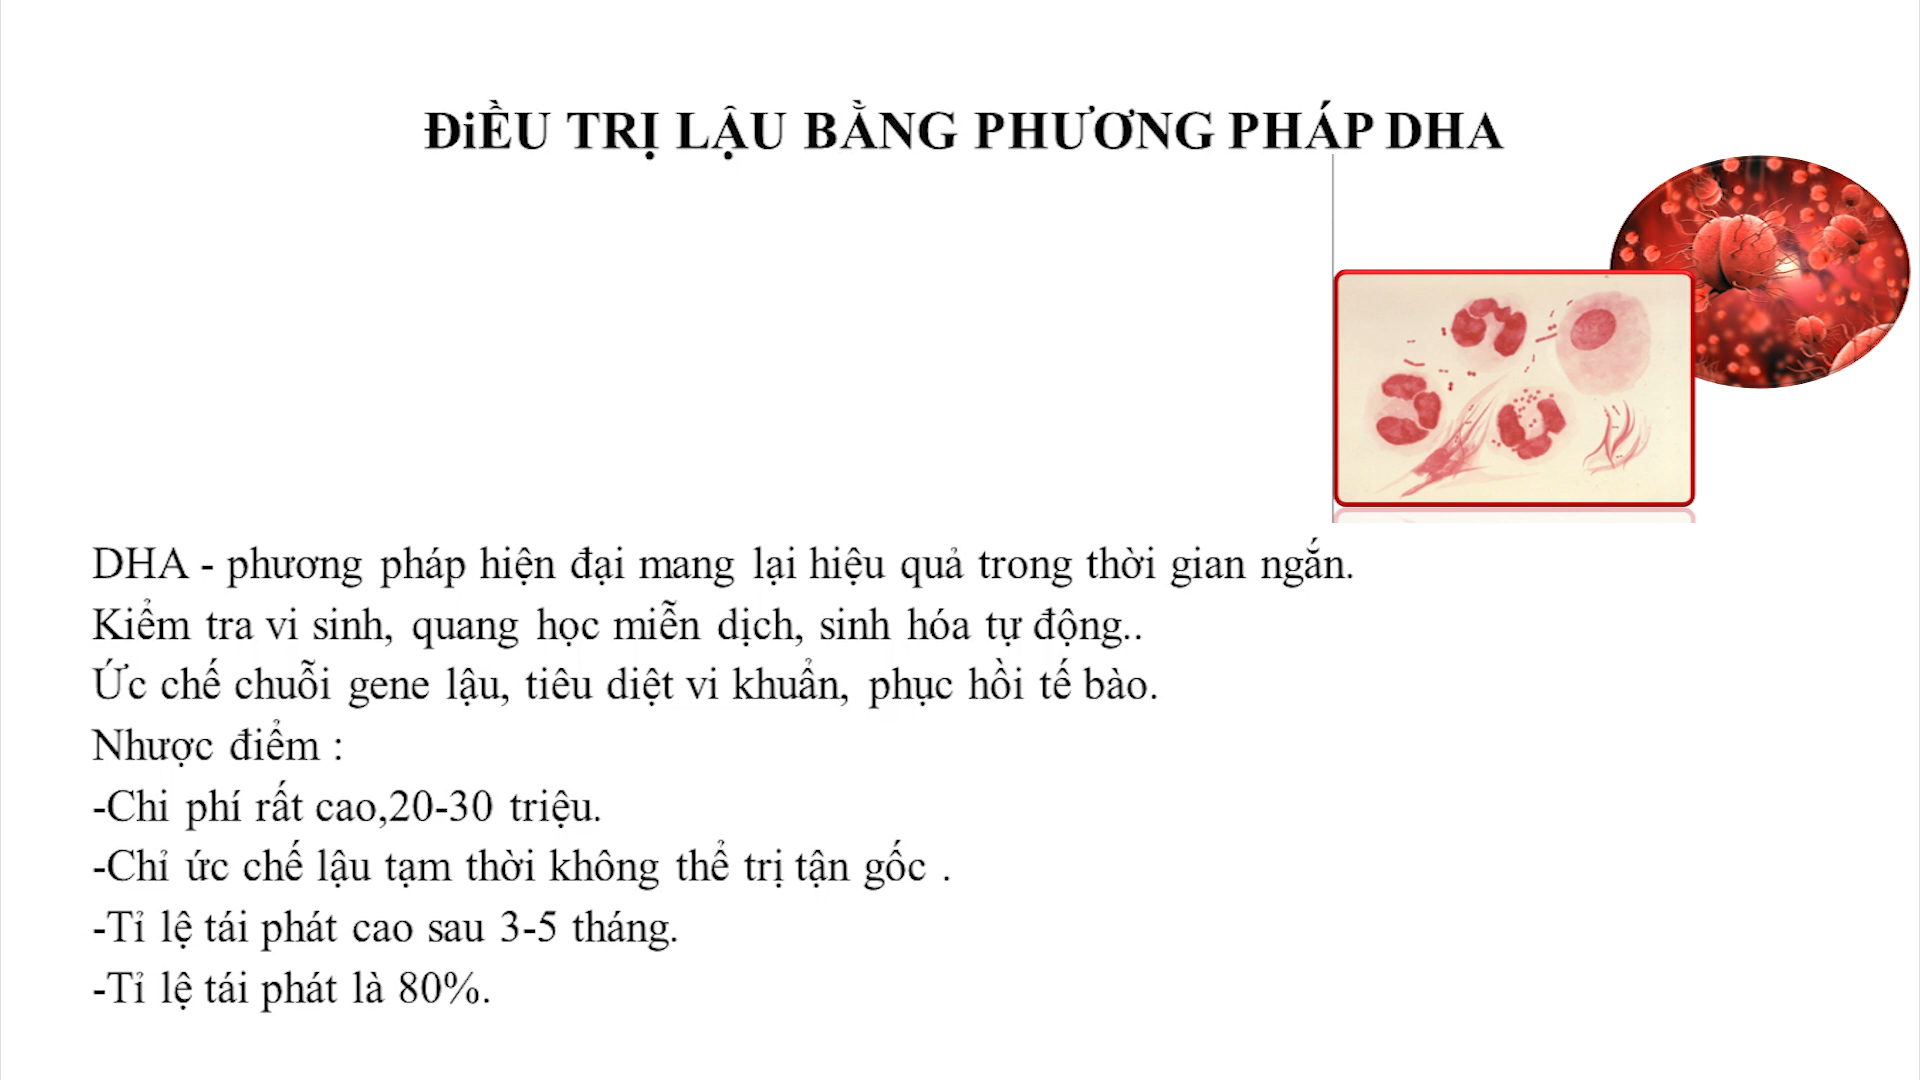 ĐiỀU TRỊ LẬU BẰNG PHƯƠNG PHÁP DHA
DHA - phương pháp hiện đại mang lại hiệu quả trong thời gian ngắn.
Kiểm tra vi sinh, quang học miễn dịch, sinh hóa tự động..
Ức chế chuỗi gene lậu, tiêu diệt vi khuẩn, phục hồi tế bào.
Nhược điểm :
-Chi phí rất cao,20-30 triệu.
-Chỉ ức chế lậu tạm thời không thể trị tận gốc .
-Tỉ lệ tái phát cao sau 3-5 tháng.
-Tỉ lệ tái phát là 80%.